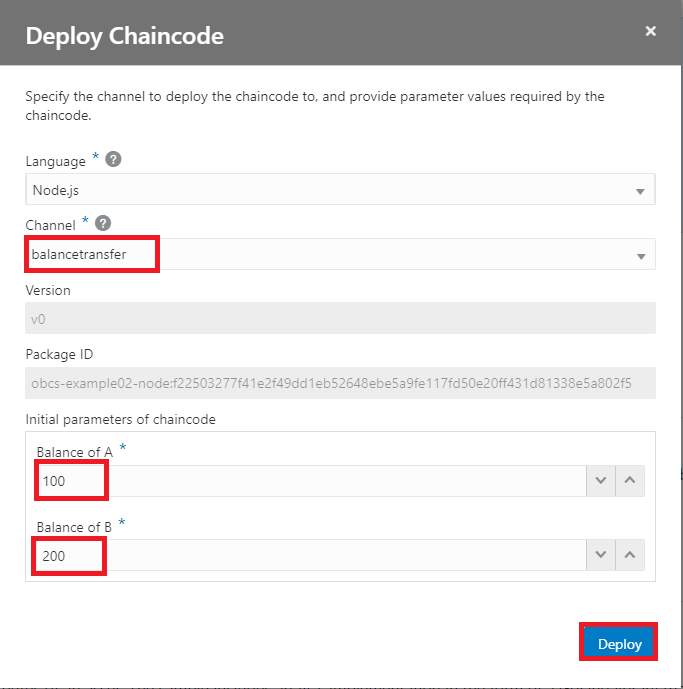 Deploy Chaincode
×
Specify the channel to deploy the chaincode to, and provide parameter values required by the
chaincode.
Language * ?
Node.js
Channel * ?
balancetransfer
Version
v0
Package ID
obcs-example02-node:f22503277f41e2f49dd1eb52648ebe5a9fe117fd50e20ff431d81338e5a802f5
Initial parameters of chaincode
Balance of A *
100
Balance of B *
200
Deploy